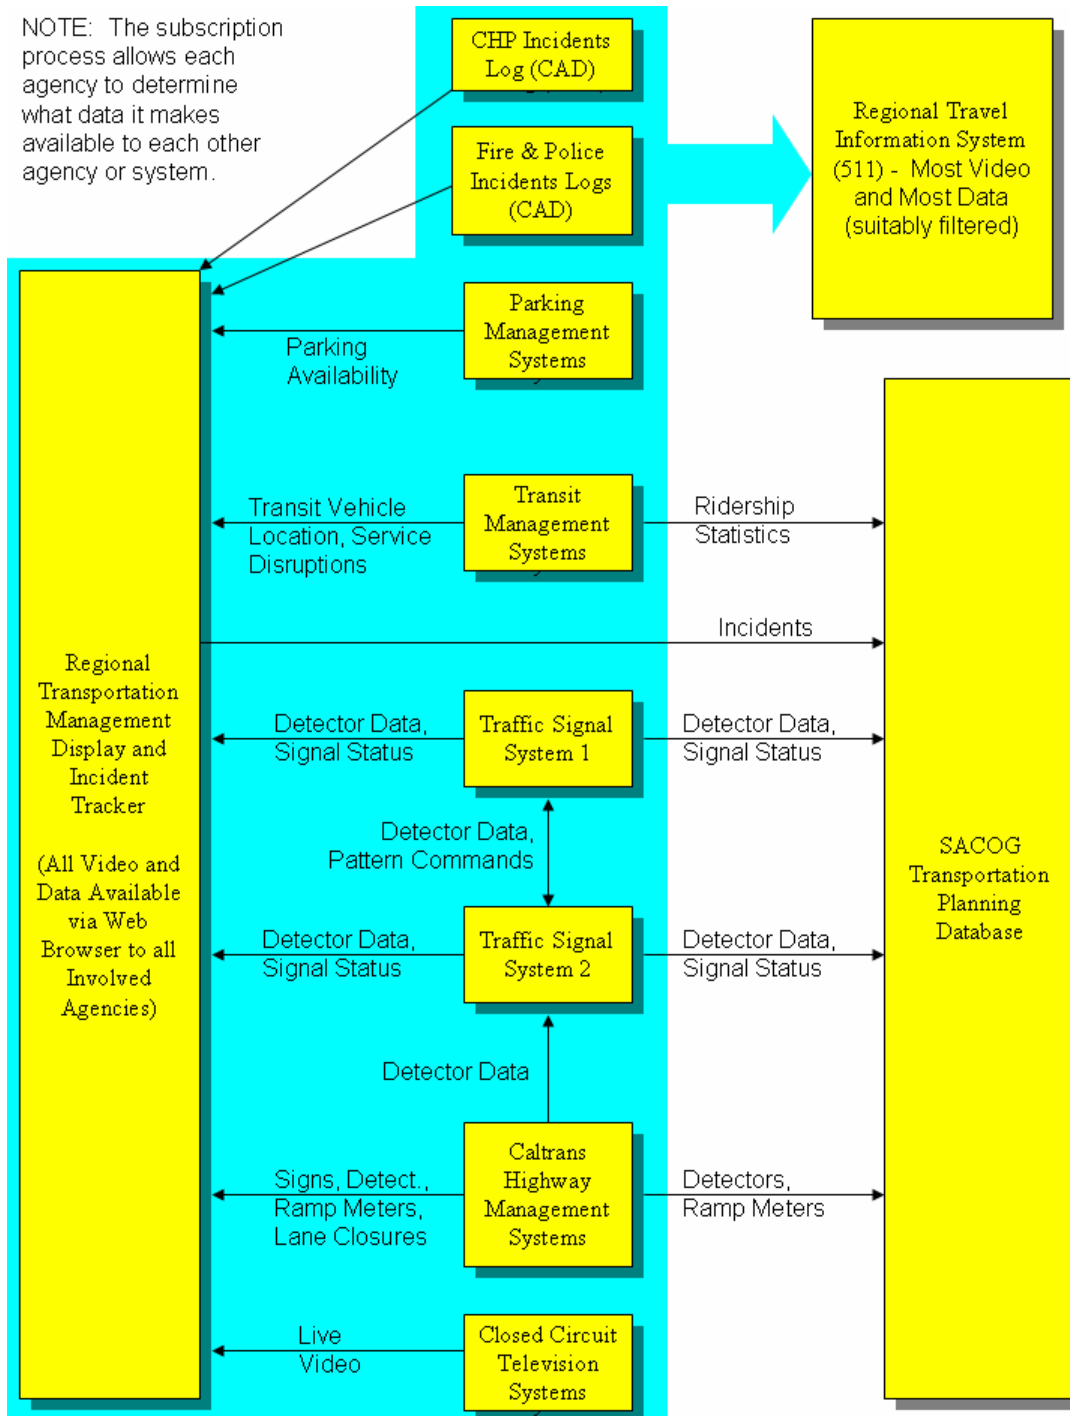 NOTE:  The subscription
process allows each
agency to determine
what data it makes
available to each other
agency or system.
CHP Incidents
Log (CAD)
Fire & Police
Incidents Logs
(CAD)
Regional Travel
Information System
(511) -  Most Video
and Most Data
(suitably filtered)
Parking
Management
Systems
Parking
Availability
Transit
Management
Systems
Transit Vehicle
Location, Service
Disruptions
Ridership
Statistics
Incidents
Regional
Transportation
Management
Display and
Incident
Tracker
(All Video and
Data Available
via Web
Browser to all
Involved
Agencies)
Detector Data,
Signal Status
Traffic Signal
System 1
Detector Data,
Signal Status
Detector Data,
Pattern Commands
SACOG
Transportation
Planning
Database
Detector Data,
Signal Status
Traffic Signal
System 2
Detector Data,
Signal Status
Detector Data
Caltrans
Highway
Management
Systems
Signs, Detect.,
Ramp Meters,
Lane Closures
Detectors,
Ramp Meters
Live
Video
Closed Circuit
Television
Systems